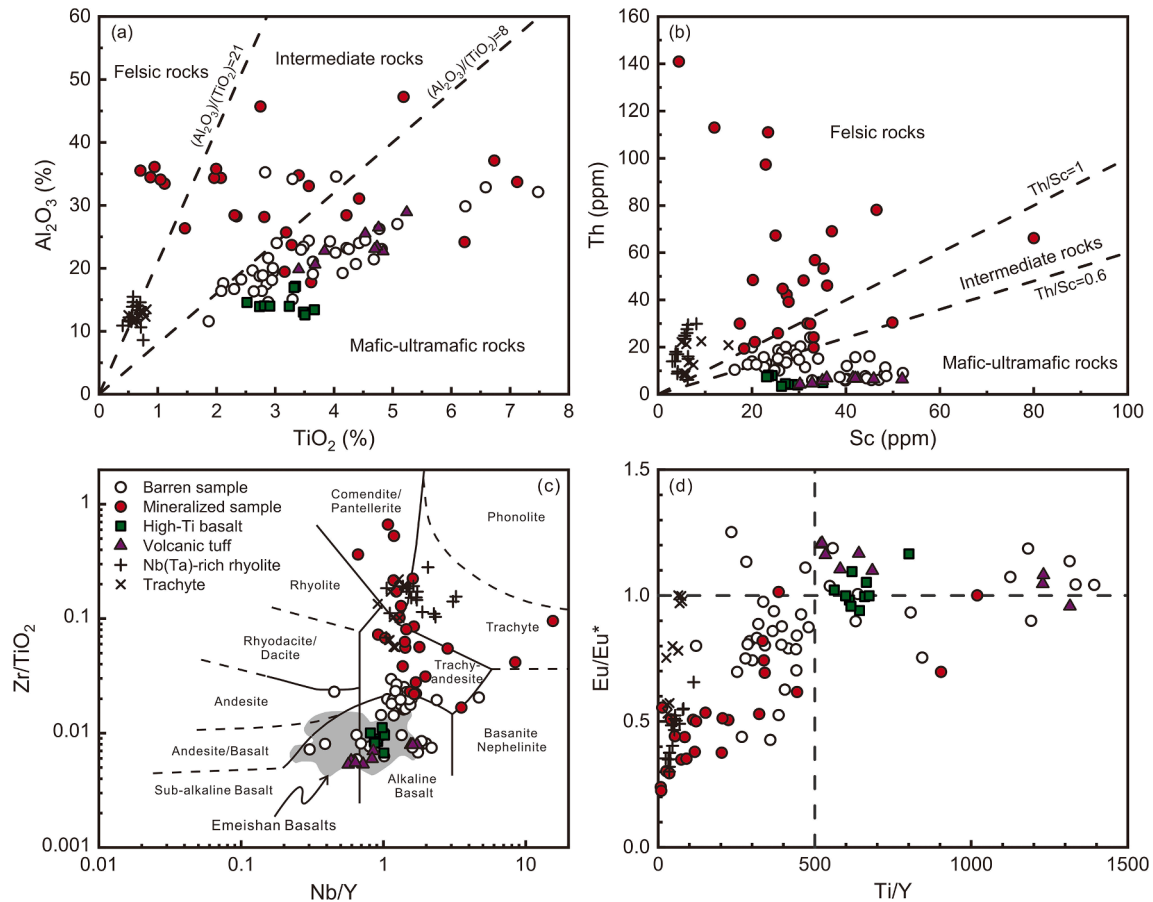 60
50
40
30
20
10
0
Al₂O₃ (%)
(a)
Felsic rocks
Intermediate rocks
(Al₂O₃)/(TiO₂)=21
(Al₂O₃)/(TiO₂)=8
Mafic-ultramafic rocks
0 1 2 3 4 5 6 7 8
TiO₂ (%)
160
140
120
100
80
60
40
20
0
Th (ppm)
(b)
Felsic rocks
Th/Sc=1
Intermediate rocks
Th/Sc=0.6
Mafic-ultramafic rocks
0 20 40 60 80 100
Sc (ppm)
1
0.1
0.01
0.001
Zr/TiO₂
(c)
Barren sample
Mineralized sample
High-Ti basalt
Volcanic tuff
Nb(Ta)-rich rhyolite
Trachyte
Comendite/
Pantellerite
Phonolite
Rhyolite
Trachyte
Rhyodacite/
Dacite
Trachy-
andesite
Andesite
Andesite/Basalt
Basanite
Nephelinite
Sub-alkaline Basalt
Alkaline
Basalt
Emeishan Basalts
0.01 0.1 1 10
Nb/Y
1.5
1.0
0.5
0.0
Eu/Eu*
(d)
0 500 1000 1500
Ti/Y